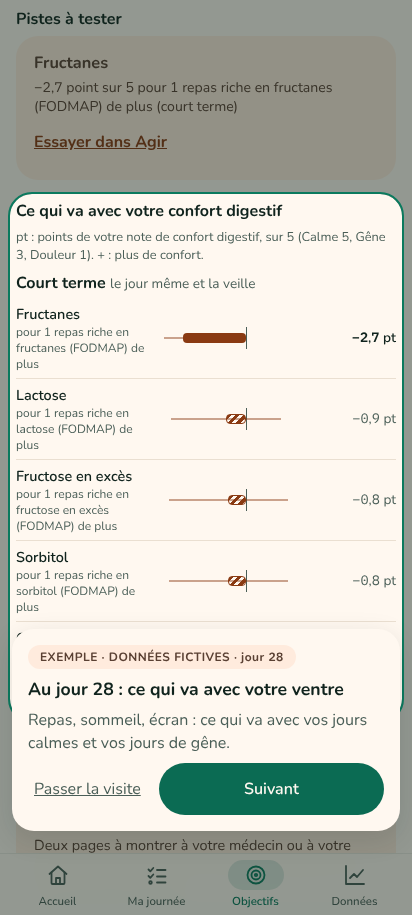 Pistes à tester
Fructanes
−2,7 point sur 5 pour 1 repas riche en fructanes
(FODMAP) de plus (court terme)
Essayer dans Agir
Ce qui va avec votre confort digestif
pt : points de votre note de confort digestif, sur 5 (Calme 5, Gêne
3, Douleur 1). + : plus de confort.
Court terme le jour même et la veille
Fructanes
pour 1 repas riche en
fructanes (FODMAP) de
plus
−2,7 pt
Lactose
pour 1 repas riche en
lactose (FODMAP) de
plus
−0,9 pt
Fructose en excès
pour 1 repas riche en
fructose en excès
(FODMAP) de plus
−0,8 pt
Sorbitol
pour 1 repas riche en
sorbitol (FODMAP) de
plus
−0,8 pt
EXEMPLE · DONNÉES FICTIVES · jour 28
Au jour 28 : ce qui va avec votre ventre
Repas, sommeil, écran : ce qui va avec vos jours
calmes et vos jours de gêne.
Passer la visite
Suivant
Deux pages à montrer à votre médecin ou à votre
Accueil
Ma journée
Objectifs
Données